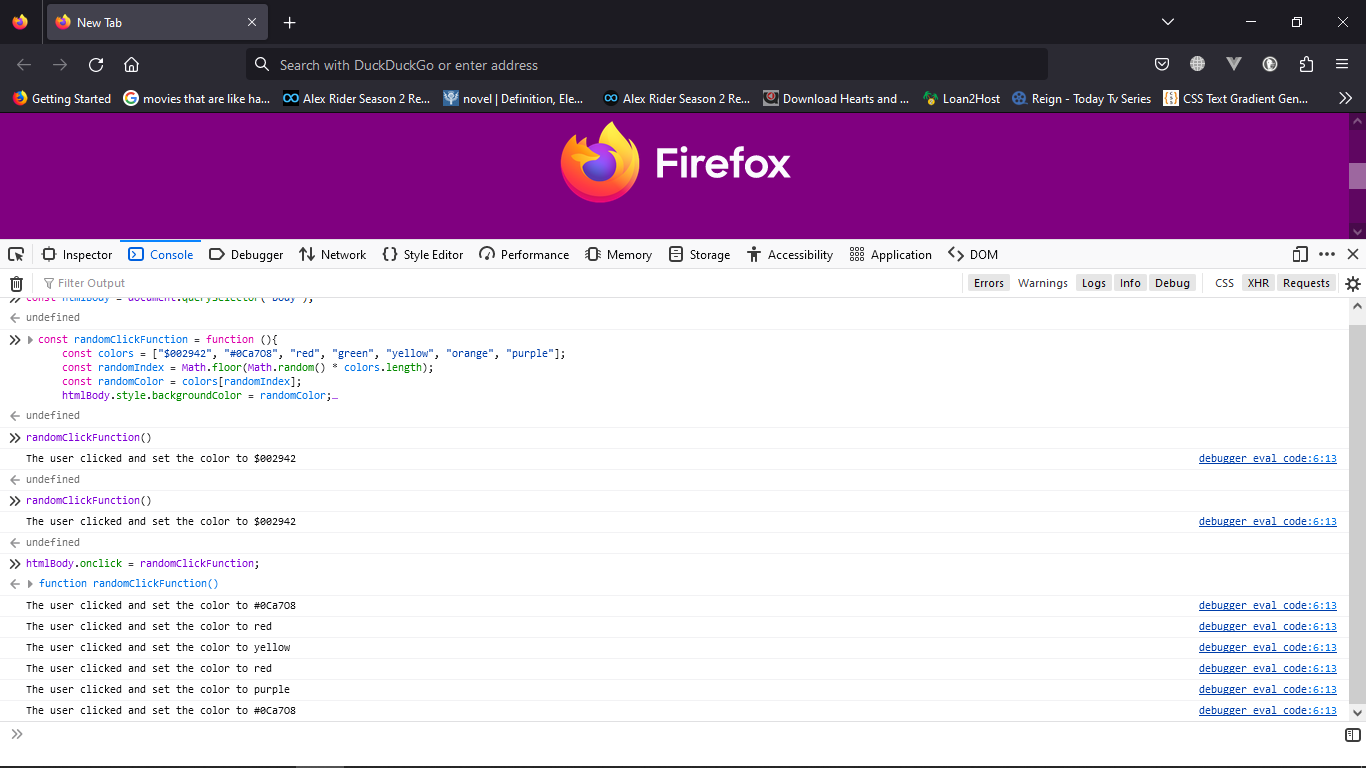 New Tab
Search with DuckDuckGo or enter address
Getting Started movies that are like ha... Alex Rider Season 2 Re... novel | Definition, Ele... Alex Rider Season 2 Re... Download Hearts and ... Loan2Host Reign - Today Tv Series CSS Text Gradient Gen...
Firefox
Inspector Console Debugger Network Style Editor Performance Memory Storage Accessibility Application DOM
Filter Output Errors Warnings Logs Info Debug CSS XHR Requests
const htmlBody = document.querySelector("body");
undefined
const randomClickFunction = function (){
const colors = ["$002942", "#0Ca7O8", "red", "green", "yellow", "orange", "purple"];
const randomIndex = Math.floor(Math.random() * colors.length);
const randomColor = colors[randomIndex];
htmlBody.style.backgroundColor = randomColor;…
undefined
randomClickFunction()
The user clicked and set the color to $002942 debugger eval code:6:13
undefined
randomClickFunction()
The user clicked and set the color to $002942 debugger eval code:6:13
undefined
htmlBody.onclick = randomClickFunction;
function randomClickFunction()
The user clicked and set the color to #0Ca7O8 debugger eval code:6:13
The user clicked and set the color to red debugger eval code:6:13
The user clicked and set the color to yellow debugger eval code:6:13
The user clicked and set the color to red debugger eval code:6:13
The user clicked and set the color to purple debugger eval code:6:13
The user clicked and set the color to #0Ca7O8 debugger eval code:6:13